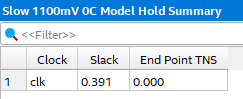 Slow 1100mV 0C Model Hold Summary
<<Filter>>
Clock Slack End Point TNS
1 clk 0.391 0.000